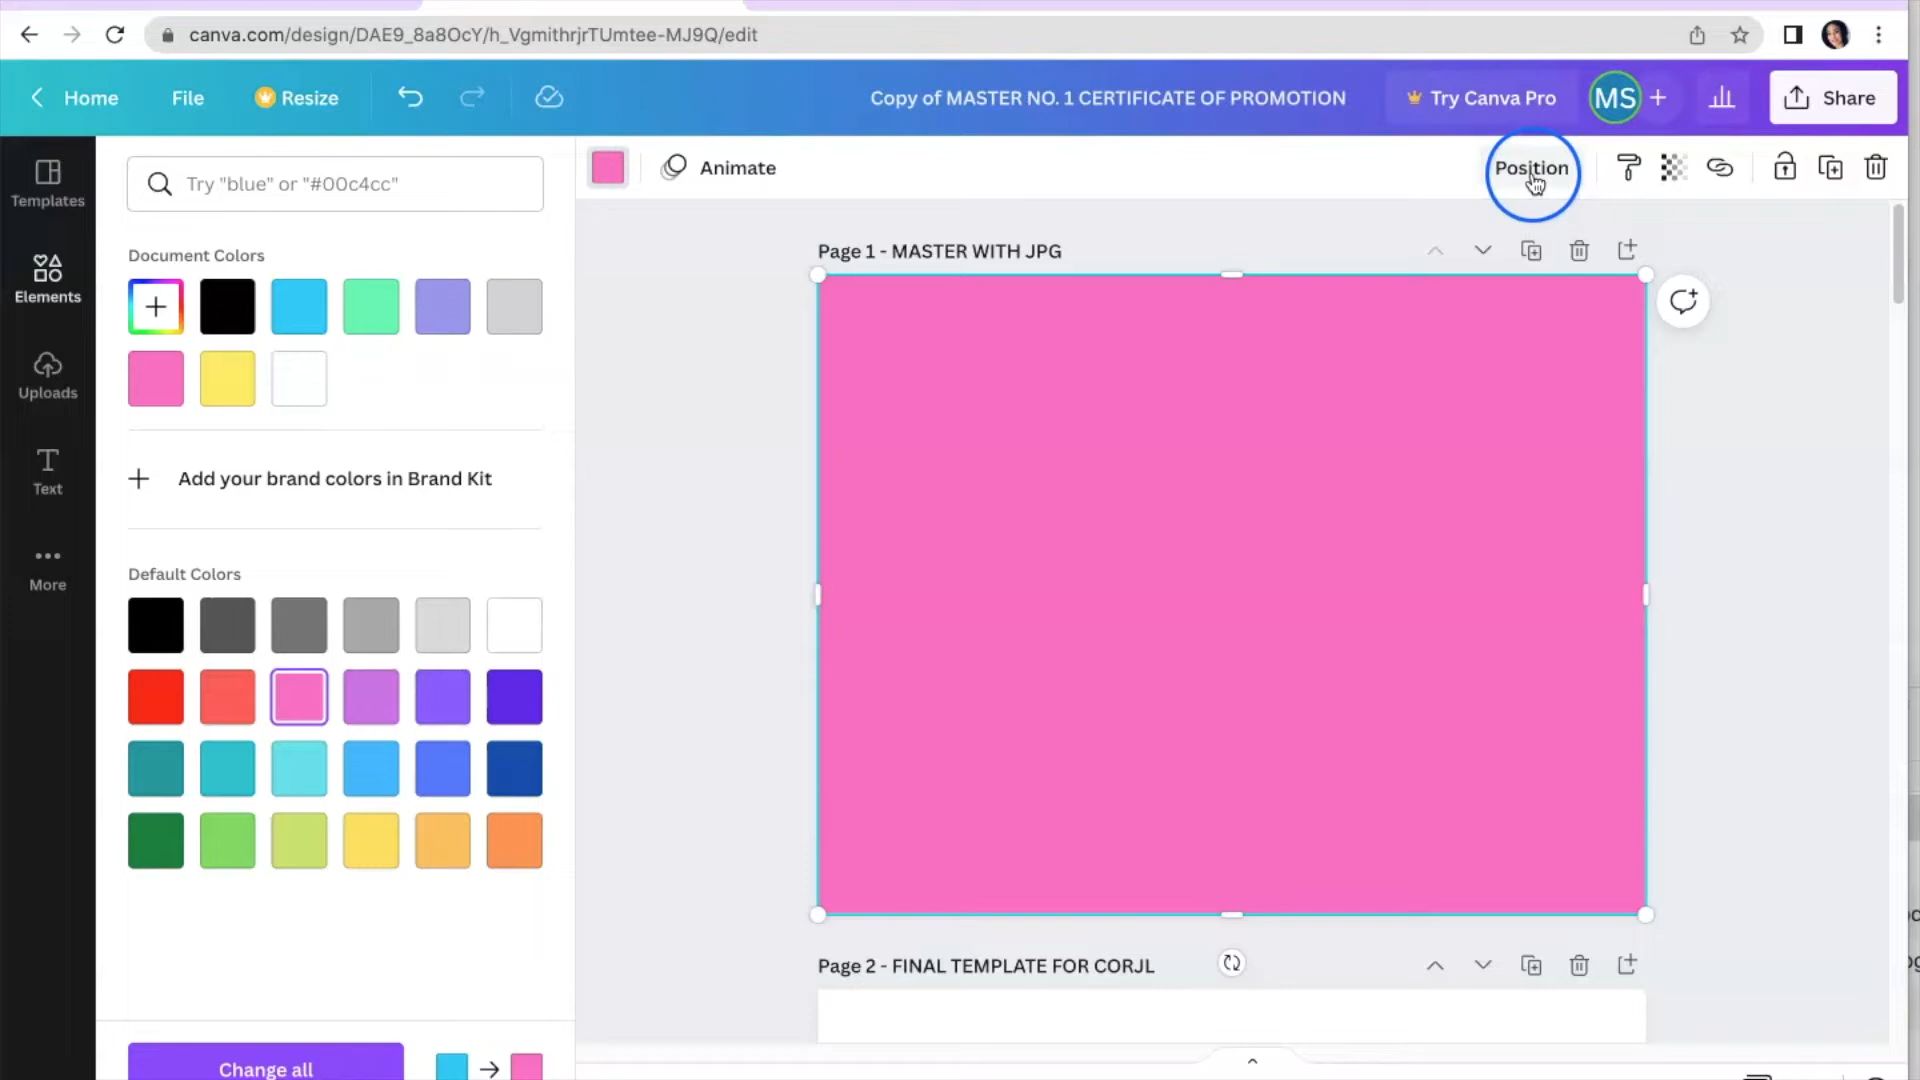 canva.com/design/DAE9_8a8OcY/h_VgmithrjrTUmtee-MJ9Q/edit
Home
File
Resize
Copy of MASTER NO. 1 CERTIFICATE OF PROMOTION
Try Canva Pro
MS
Share
Templates
Elements
Uploads
Text
More
Try "blue" or "#00c4cc"
Document Colors
Add your brand colors in Brand Kit
Default Colors
Change all
Animate
Position
Page 1 - MASTER WITH JPG
Page 2 - FINAL TEMPLATE FOR CORJL